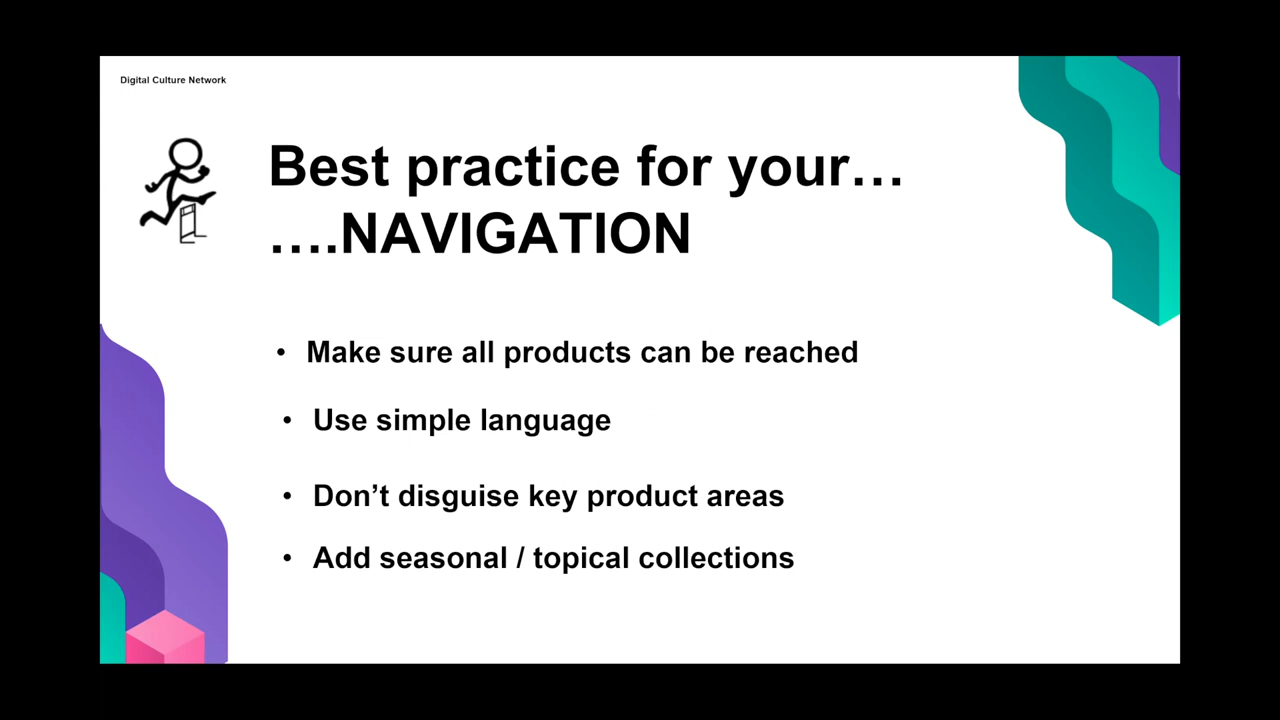 Digital Culture Network
Best practice for your…
….NAVIGATION
• Make sure all products can be reached
• Use simple language
• Don’t disguise key product areas
• Add seasonal / topical collections